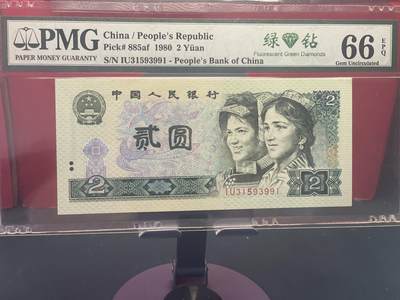 PMG
PAPER MONEY GUARANTY
China / People's Republic
Pick# 885af 1980 2 Yüan
S/N IU31593991 - People's Bank of China
绿 钻
Fluorescent Green Diamonds
66 EPQ
Gem Uncirculated
中国人民银行
2
贰圆
IU31593991
2
2